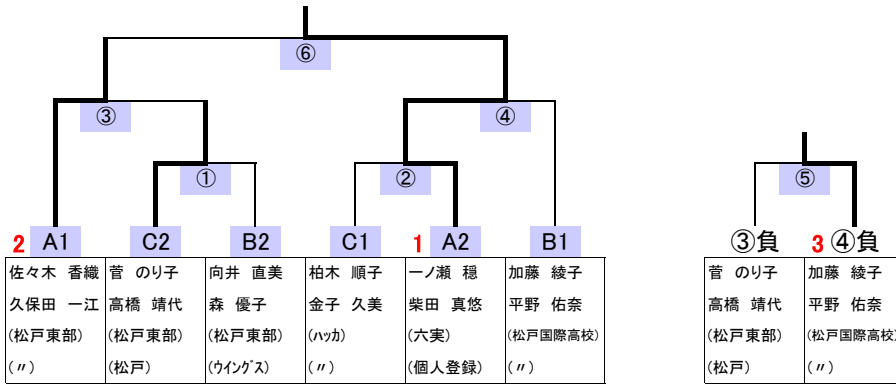 ⑥
③ ④
① ② ⑤
2 A1 C2 B2 C1 1 A2 B1 ③負 3 ④負
佐々木 香織 菅 のり子 向井 直美 柏木 順子 一ノ瀬 穏 加藤 綾子 菅 のり子 加藤 綾子
久保田 一江 高橋 靖代 森 優子 金子 久美 柴田 真悠 平野 佑奈 高橋 靖代 平野 佑奈
(松戸東部) (松戸東部) (松戸東部) (ハッカ) (六実) (松戸国際高校) (松戸東部) (松戸国際高校)
(〃) (松戸) (ウイングス) (〃) (個人登録) (〃) (松戸) (〃)